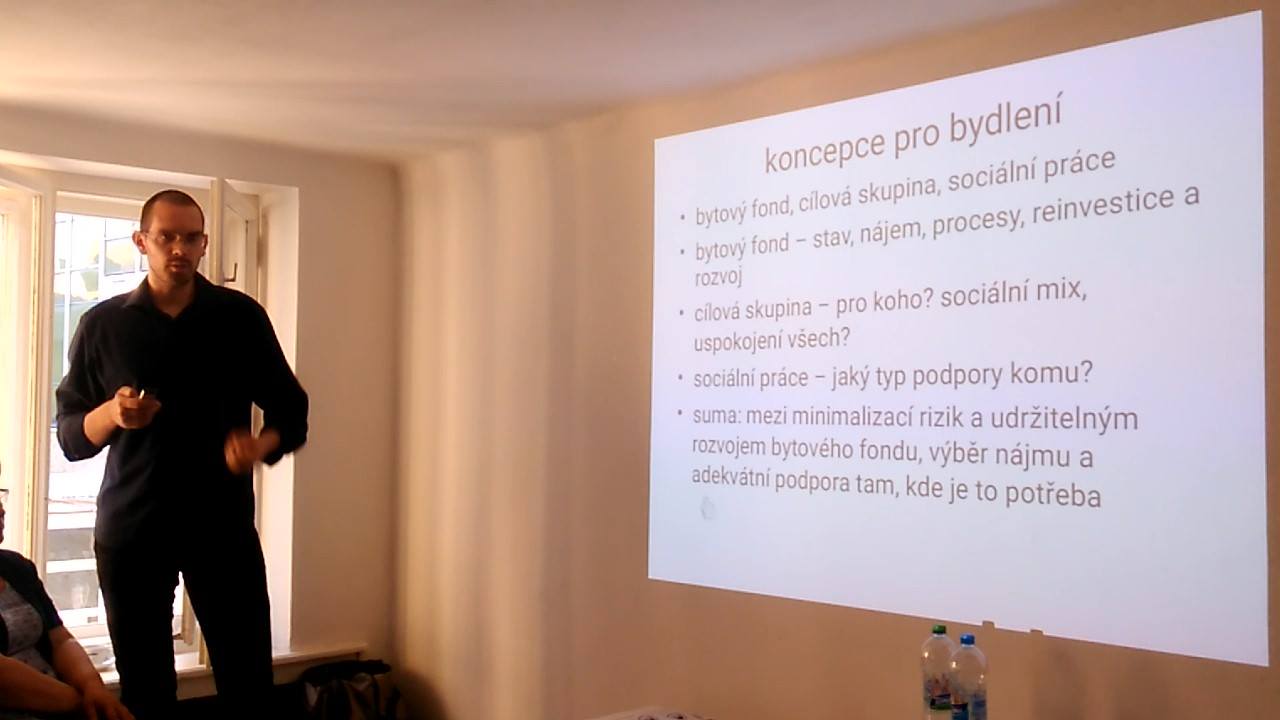 koncepce pro bydlení
• bytový fond, cílová skupina, sociální práce
• bytový fond – stav, nájem, procesy, reinvestice a
rozvoj
• cílová skupina – pro koho? sociální mix,
uspokojení všech?
• sociální práce – jaký typ podpory komu?
• suma: mezi minimalizací rizik a udržitelným
rozvojem bytového fondu, výběr nájmu a
adekvátní podpora tam, kde je to potřeba